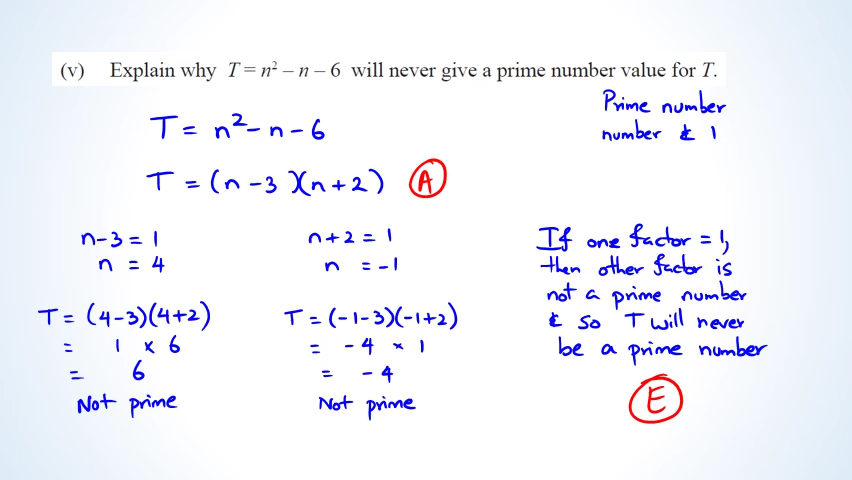 (v) Explain why T = n² – n – 6 will never give a prime number value for T.
Prime number
number & 1
T = n² - n - 6
T = (n - 3)(n + 2) A
n - 3 = 1
n = 4
T = (4 - 3)(4 + 2)
= 1 × 6
= 6
Not prime
n + 2 = 1
n = -1
T = (-1 - 3)(-1 + 2)
= -4 × 1
= -4
Not prime
If one factor = 1,
then other factor is
not a prime number
& so T will never
be a prime number
E